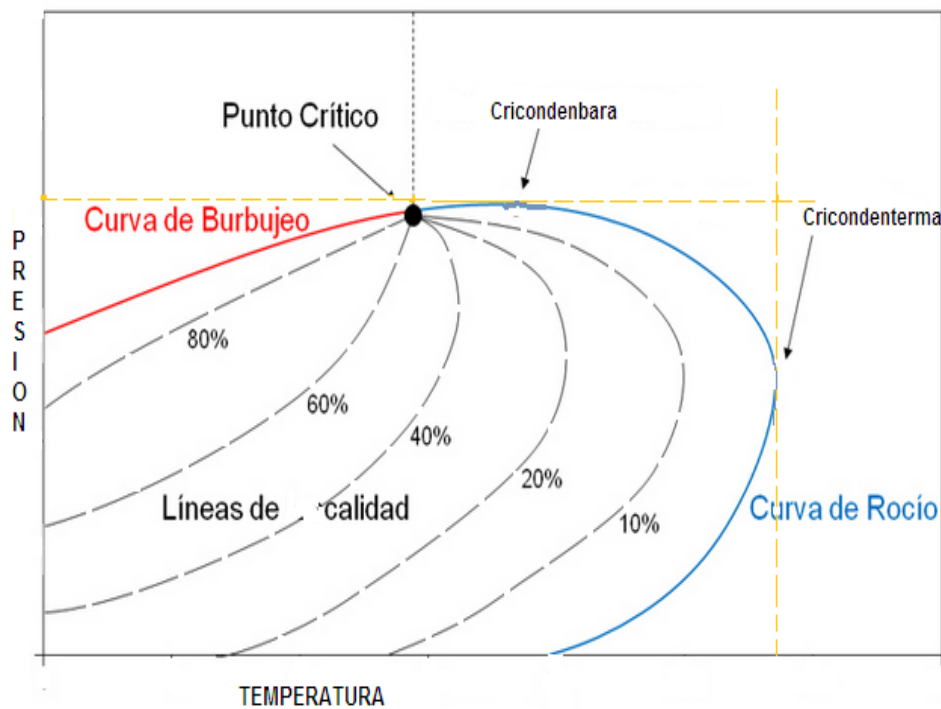 Punto Crítico
Cricondenbara
Curva de Burbujeo
Cricondenterma
PRESION
80%
60%
40%
20%
10%
Líneas de calidad
Curva de Rocío
TEMPERATURA